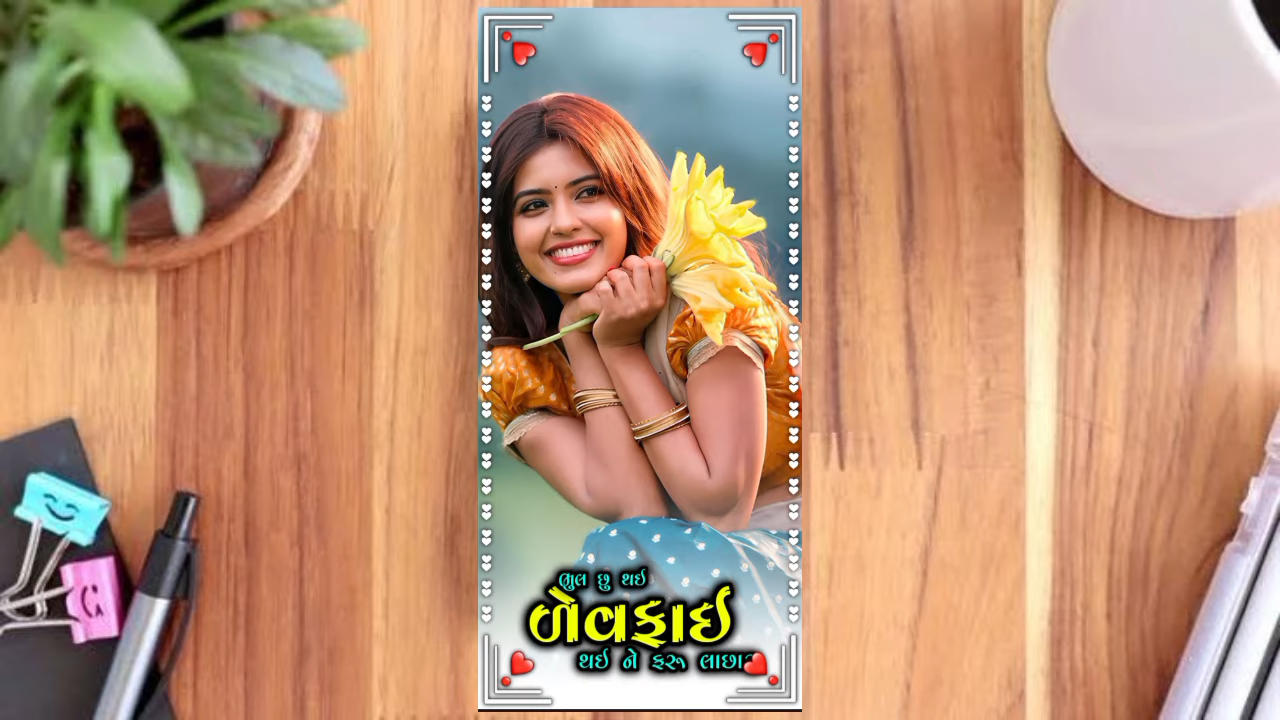 ભુલ છુ થઈ
બેવફાઈ
થઈ ને ફરૂ